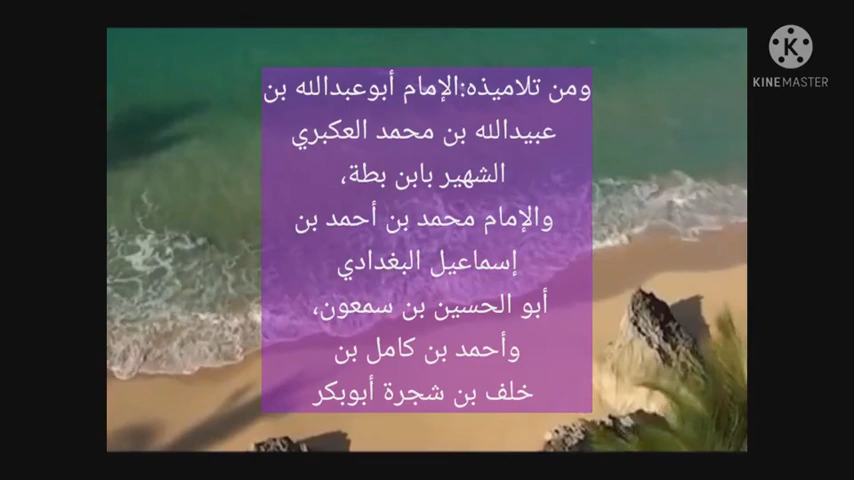 ومن تلاميذه:الإمام أبوعبدالله بن
عبيدالله بن محمد العكبري
الشهير بابن بطة،
والإمام محمد بن أحمد بن
إسماعيل البغدادي
أبو الحسين بن سمعون،
وأحمد بن كامل بن
خلف بن شجرة أبوبكر
K
KINEMASTER